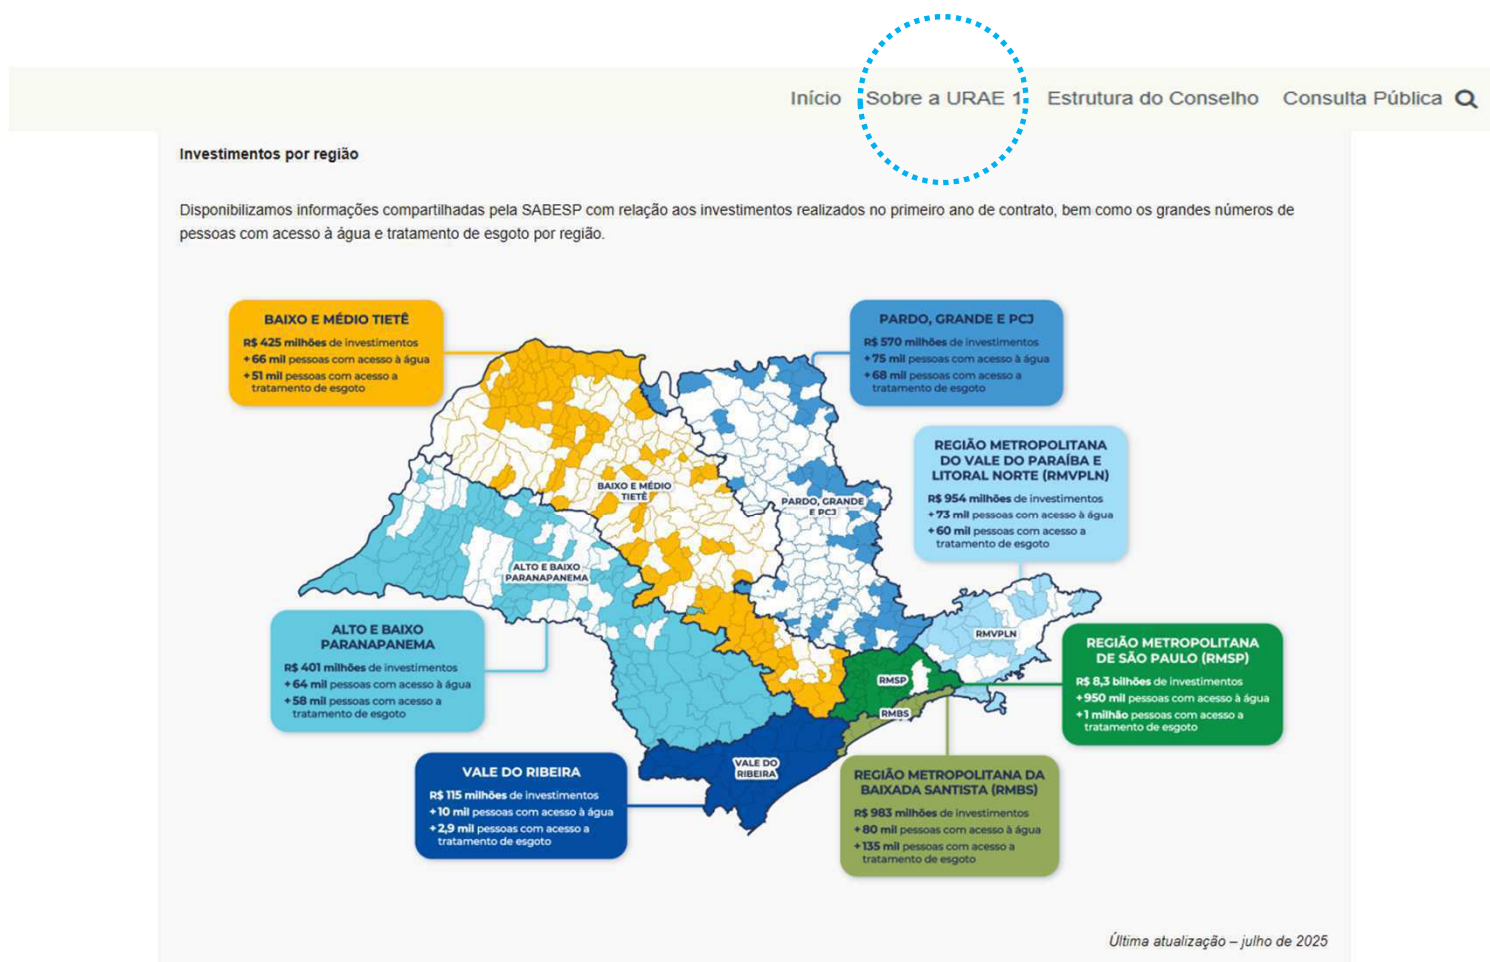 Início Sobre a URAE 1 Estrutura do Conselho Consulta Pública
Investimentos por região
Disponibilizamos informações compartilhadas pela SABESP com relação aos investimentos realizados no primeiro ano de contrato, bem como os grandes números de
pessoas com acesso à água e tratamento de esgoto por região.
BAIXO E MÉDIO TIETÊ
R$ 425 milhões de investimentos
+ 66 mil pessoas com acesso à água
+ 51 mil pessoas com acesso a
tratamento de esgoto
PARDO, GRANDE E PCJ
R$ 570 milhões de investimentos
+ 75 mil pessoas com acesso à água
+ 68 mil pessoas com acesso a
tratamento de esgoto
REGIÃO METROPOLITANA
DO VALE DO PARAÍBA E
LITORAL NORTE (RMVPLN)
R$ 954 milhões de investimentos
+ 73 mil pessoas com acesso à água
+ 60 mil pessoas com acesso a
tratamento de esgoto
BAIXO E MÉDIO
TIETÊ
PARDO, GRANDE
E PCJ
ALTO E BAIXO
PARANAPANEMA
RMVPLN
RMSP
RMBS
VALE DO
RIBEIRA
ALTO E BAIXO
PARANAPANEMA
R$ 401 milhões de investimentos
+ 64 mil pessoas com acesso à água
+ 58 mil pessoas com acesso a
tratamento de esgoto
REGIÃO METROPOLITANA
DE SÃO PAULO (RMSP)
R$ 8,3 bilhões de investimentos
+ 950 mil pessoas com acesso à água
+ 1 milhão pessoas com acesso a
tratamento de esgoto
VALE DO RIBEIRA
R$ 115 milhões de investimentos
+ 10 mil pessoas com acesso à água
+ 2,9 mil pessoas com acesso a
tratamento de esgoto
REGIÃO METROPOLITANA DA
BAIXADA SANTISTA (RMBS)
R$ 983 milhões de investimentos
+ 80 mil pessoas com acesso à água
+ 135 mil pessoas com acesso a
tratamento de esgoto
Última atualização – julho de 2025